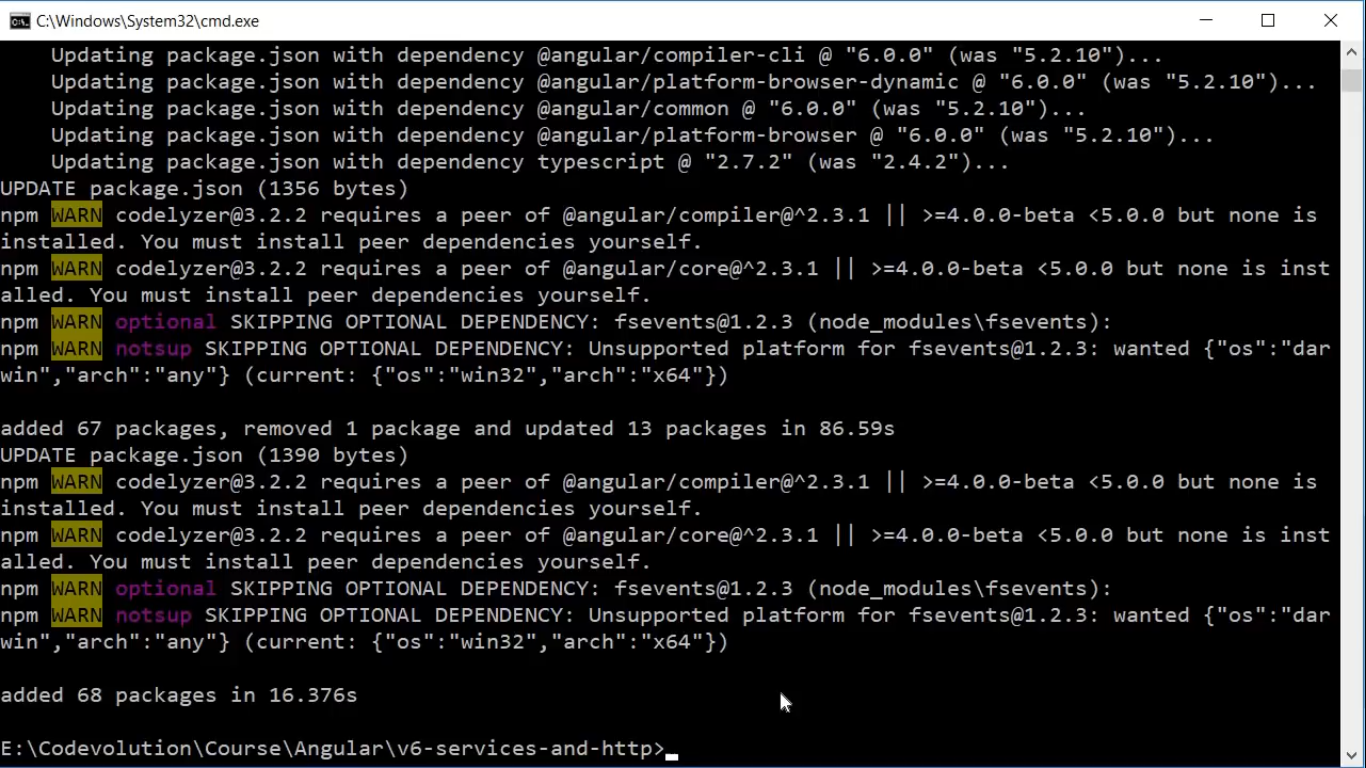 C:\Windows\System32\cmd.exe
Updating package.json with dependency @angular/compiler-cli @ "6.0.0" (was "5.2.10")...
Updating package.json with dependency @angular/platform-browser-dynamic @ "6.0.0" (was "5.2.10")...
Updating package.json with dependency @angular/common @ "6.0.0" (was "5.2.10")...
Updating package.json with dependency @angular/platform-browser @ "6.0.0" (was "5.2.10")...
Updating package.json with dependency typescript @ "2.7.2" (was "2.4.2")...
UPDATE package.json (1356 bytes)
npm WARN codelyzer@3.2.2 requires a peer of @angular/compiler@^2.3.1 || >=4.0.0-beta <5.0.0 but none is
installed. You must install peer dependencies yourself.
npm WARN codelyzer@3.2.2 requires a peer of @angular/core@^2.3.1 || >=4.0.0-beta <5.0.0 but none is inst
alled. You must install peer dependencies yourself.
npm WARN optional SKIPPING OPTIONAL DEPENDENCY: fsevents@1.2.3 (node_modules\fsevents):
npm WARN notsup SKIPPING OPTIONAL DEPENDENCY: Unsupported platform for fsevents@1.2.3: wanted {"os":"dar
win","arch":"any"} (current: {"os":"win32","arch":"x64"})
added 67 packages, removed 1 package and updated 13 packages in 86.59s
UPDATE package.json (1390 bytes)
npm WARN codelyzer@3.2.2 requires a peer of @angular/compiler@^2.3.1 || >=4.0.0-beta <5.0.0 but none is
installed. You must install peer dependencies yourself.
npm WARN codelyzer@3.2.2 requires a peer of @angular/core@^2.3.1 || >=4.0.0-beta <5.0.0 but none is inst
alled. You must install peer dependencies yourself.
npm WARN optional SKIPPING OPTIONAL DEPENDENCY: fsevents@1.2.3 (node_modules\fsevents):
npm WARN notsup SKIPPING OPTIONAL DEPENDENCY: Unsupported platform for fsevents@1.2.3: wanted {"os":"dar
win","arch":"any"} (current: {"os":"win32","arch":"x64"})
added 68 packages in 16.376s
E:\Codevolution\Course\Angular\v6-services-and-http>